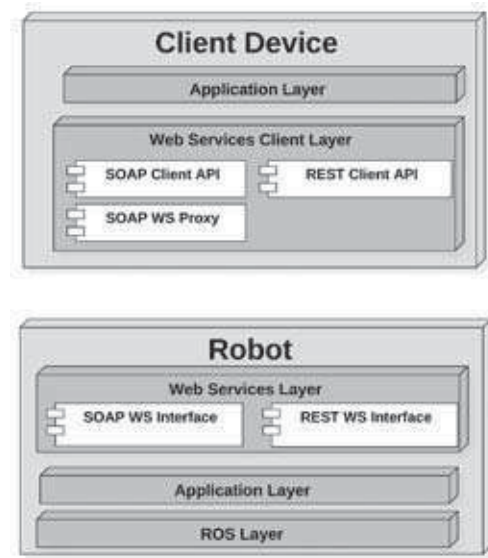 Client Device
Application Layer
Web Services Client Layer
SOAP Client API
REST Client API
SOAP WS Proxy
Robot
Web Services Layer
SOAP WS Interface
REST WS Interface
Application Layer
ROS Layer